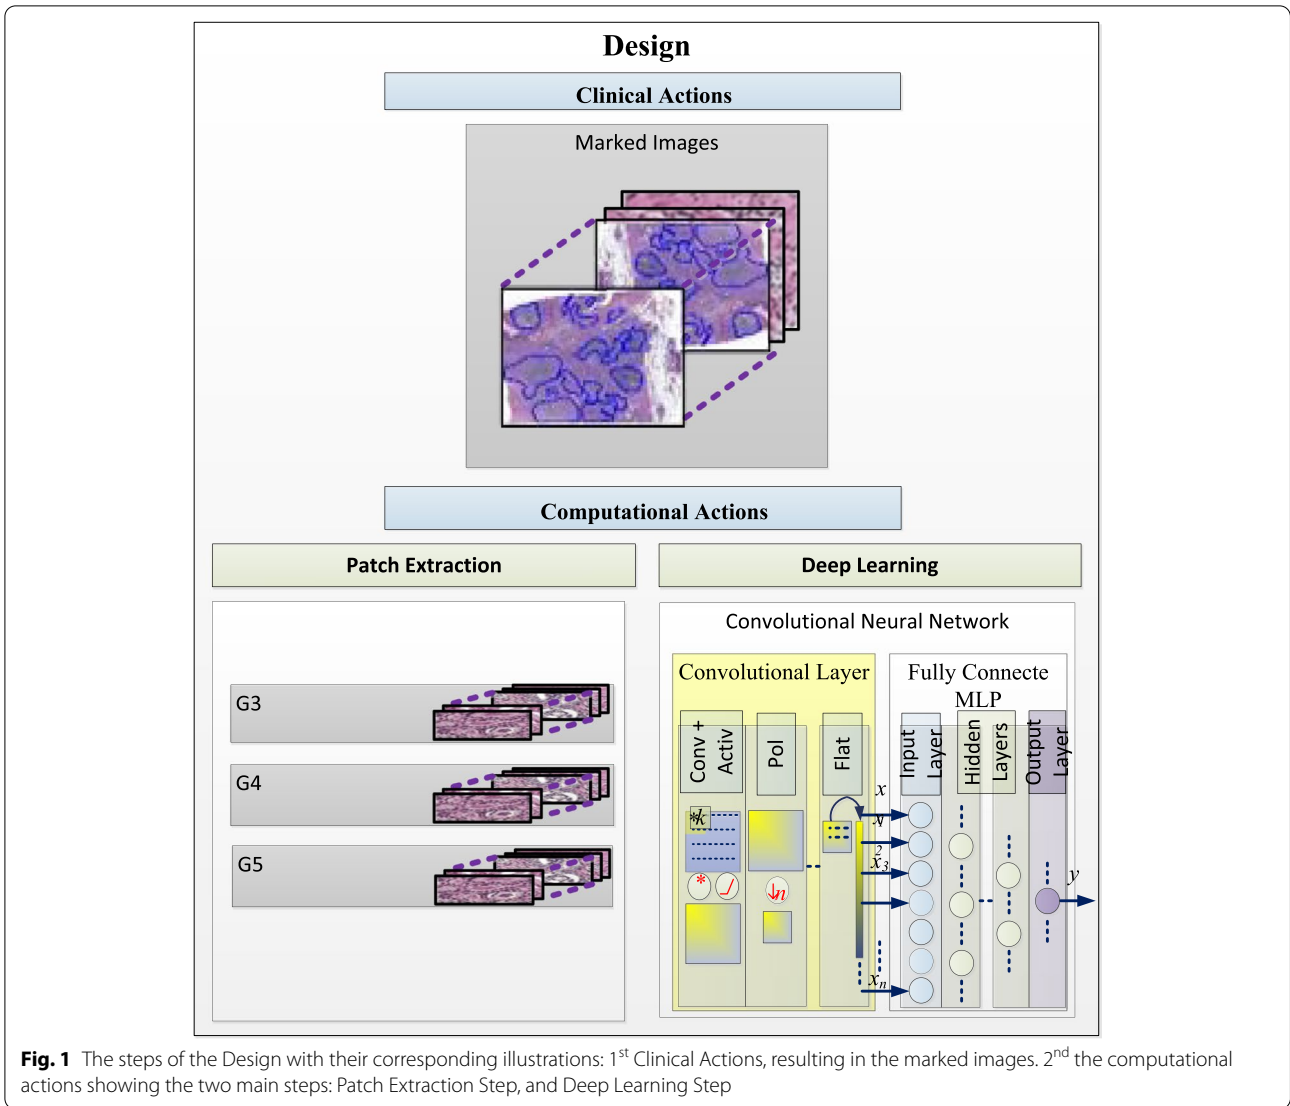 Design
Clinical Actions
Marked Images
Computational Actions
Patch Extraction
Deep Learning
G3
G4
G5
Convolutional Neural Network
Convolutional Layer
Fully Connecte
MLP
Conv +
Activ
Pol
Flat
Input
Layer
Hidden
Layers
Output
Layer
*k
*
↓n
x
1
x
2
x3
xn
y
Fig. 1 The steps of the Design with their corresponding illustrations: 1st Clinical Actions, resulting in the marked images. 2nd the computational
actions showing the two main steps: Patch Extraction Step, and Deep Learning Step